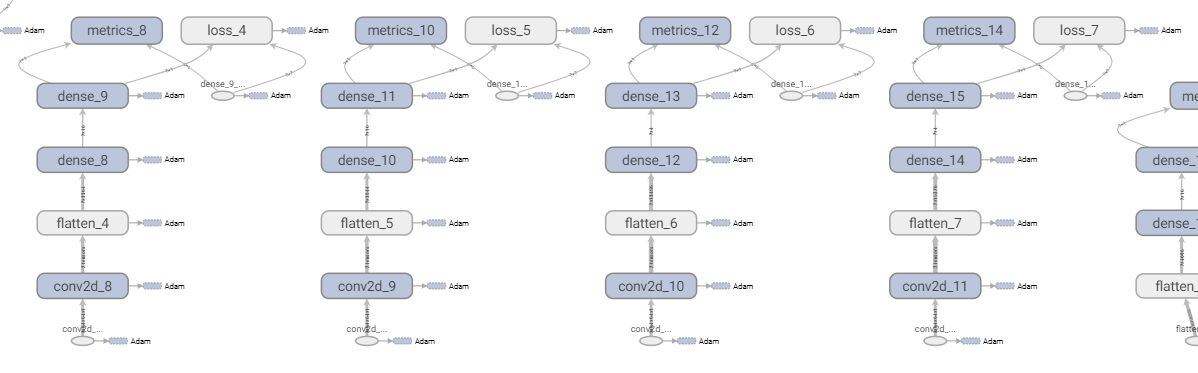 Adam
metrics_8
loss_4
Adam
metrics_10
loss_5
Adam
metrics_12
loss_6
Adam
metrics_14
loss_7
Adam
me
dense_9...
dense_1...
dense_1...
dense_1...
dense_9
Adam
Adam
dense_11
Adam
Adam
dense_13
Adam
Adam
dense_15
Adam
Adam
dense_8
Adam
dense_10
Adam
dense_12
Adam
dense_14
Adam
dense_1
flatten_4
Adam
flatten_5
Adam
flatten_6
Adam
flatten_7
Adam
dense_1
conv2d_8
Adam
conv2d_9
Adam
conv2d_10
Adam
conv2d_11
Adam
flatten_
conv2d_...
conv2d_...
conv2d_...
conv2d_...
flatte
Adam
Adam
Adam
Adam